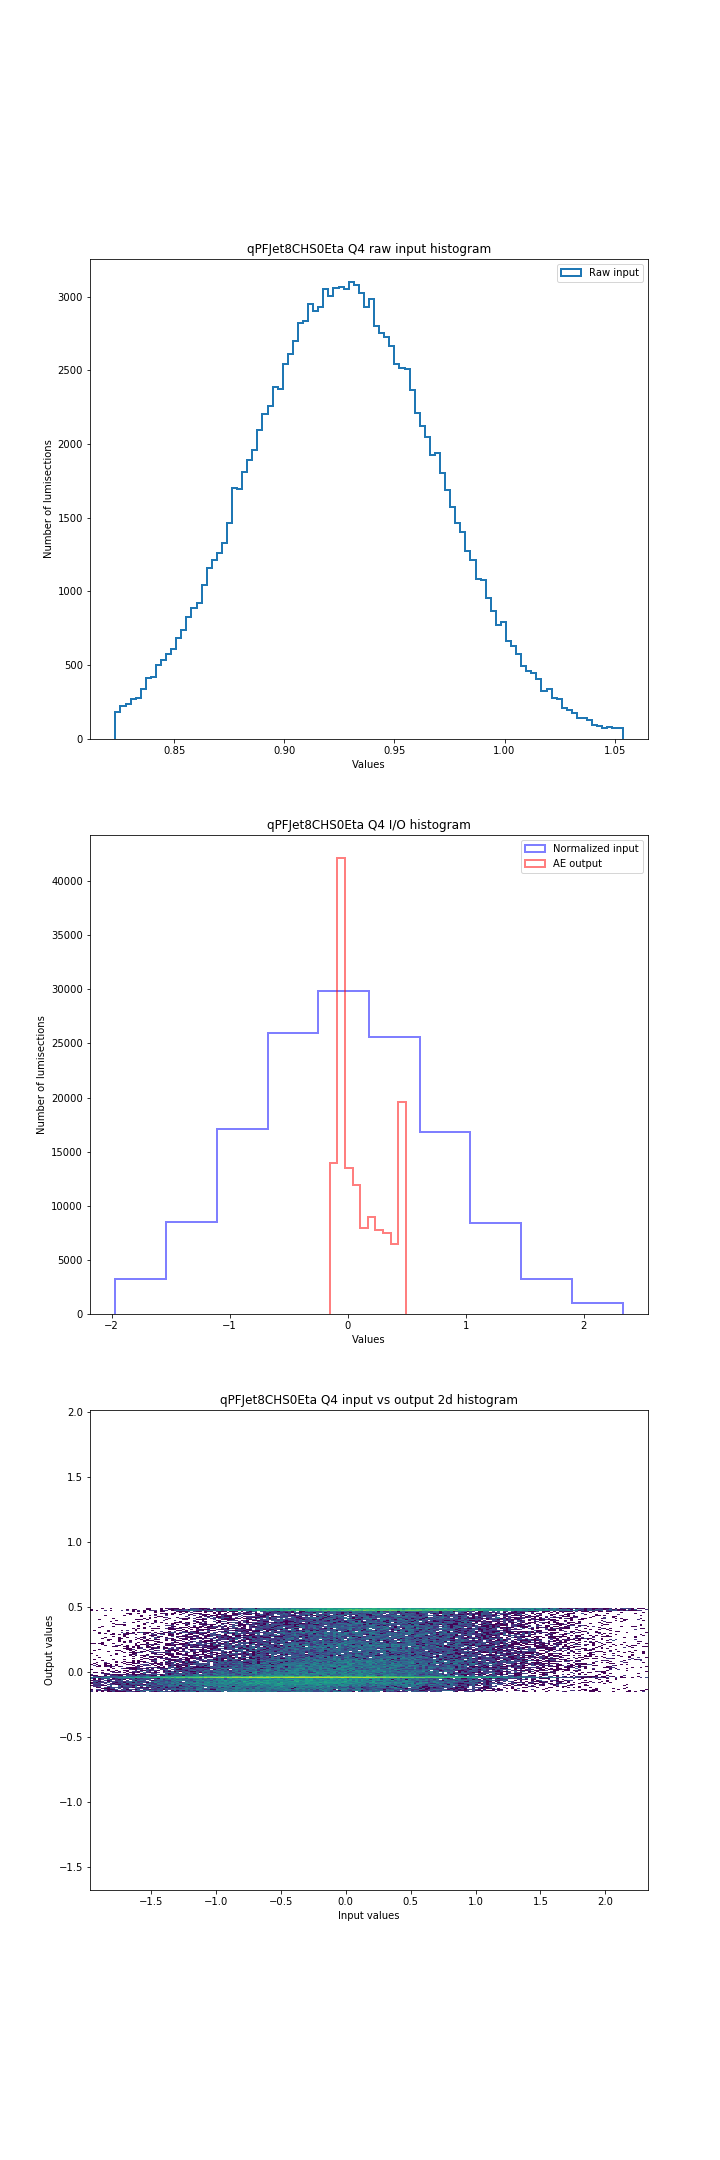 qPFJet8CHS0Eta Q4 raw input histogram
Raw input
3000
2500
2000
1500
1000
500
0
Number of lumisections
0.85 0.90 0.95 1.00 1.05
Values
qPFJet8CHS0Eta Q4 I/O histogram
Normalized input
AE output
40000
35000
30000
25000
20000
15000
10000
5000
0
Number of lumisections
−2 −1 0 1 2
Values
qPFJet8CHS0Eta Q4 input vs output 2d histogram
2.0
1.5
1.0
0.5
0.0
−0.5
−1.0
−1.5
Output values
−1.5 −1.0 −0.5 0.0 0.5 1.0 1.5 2.0
Input values